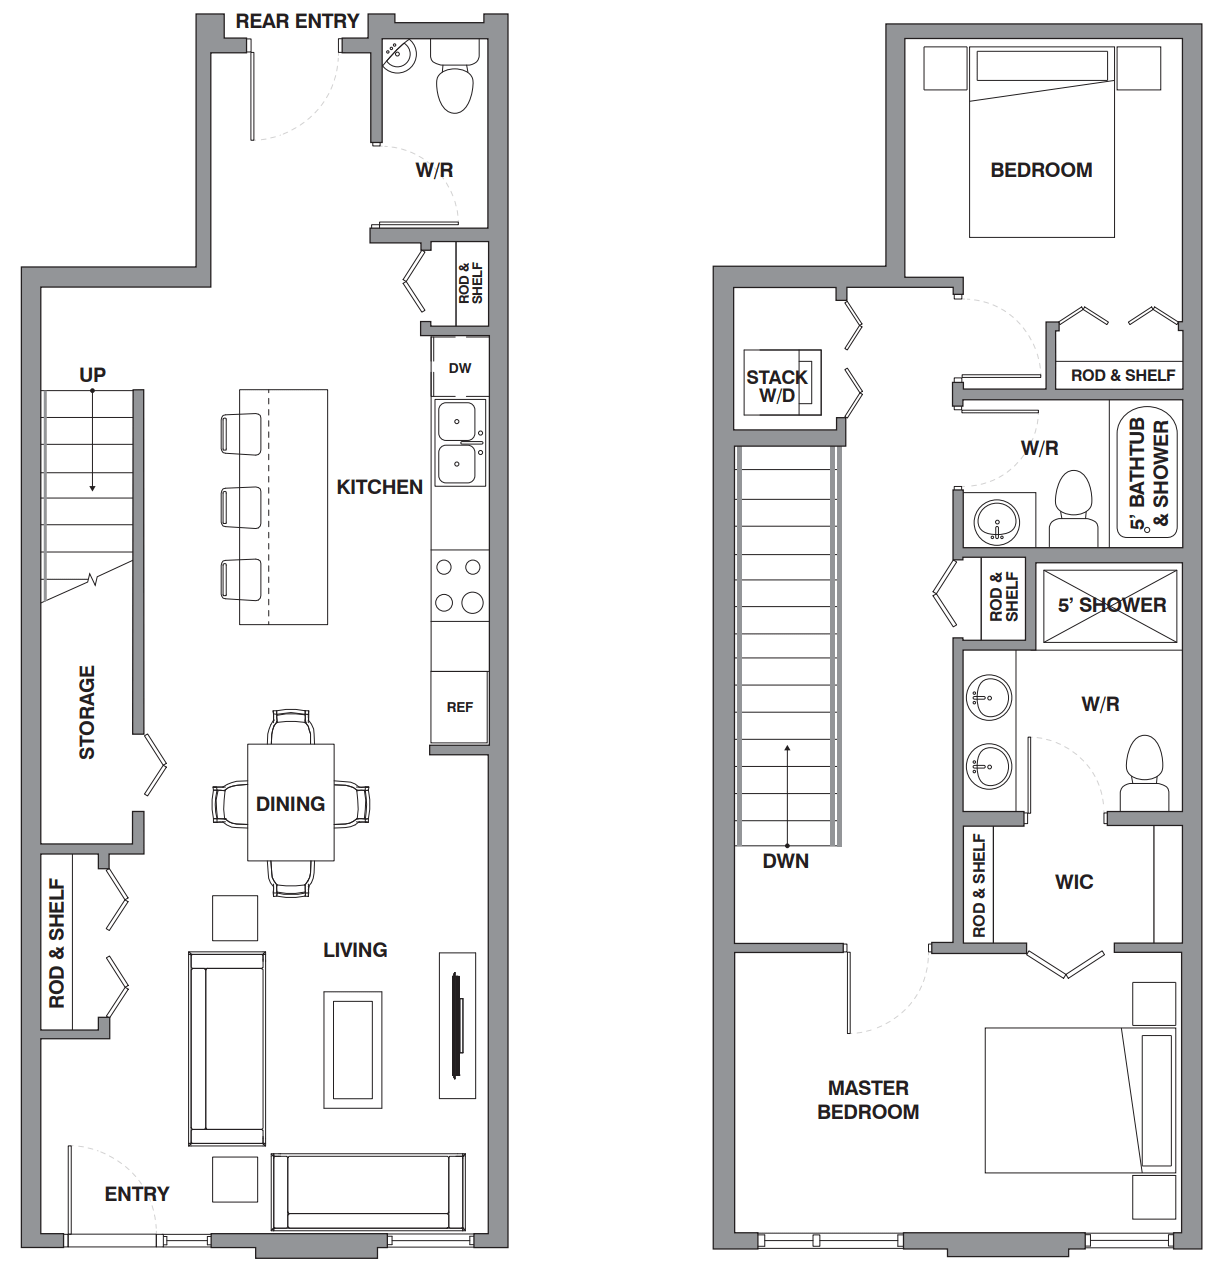 REAR ENTRY
W/R
ROD &
SHELF
UP
DW
KITCHEN
STORAGE
REF
DINING
ROD & SHELF
LIVING
ENTRY
BEDROOM
STACK
W/D
ROD & SHELF
W/R
5' BATHTUB
& SHOWER
ROD &
SHELF
5' SHOWER
W/R
DWN
ROD & SHELF
WIC
MASTER
BEDROOM